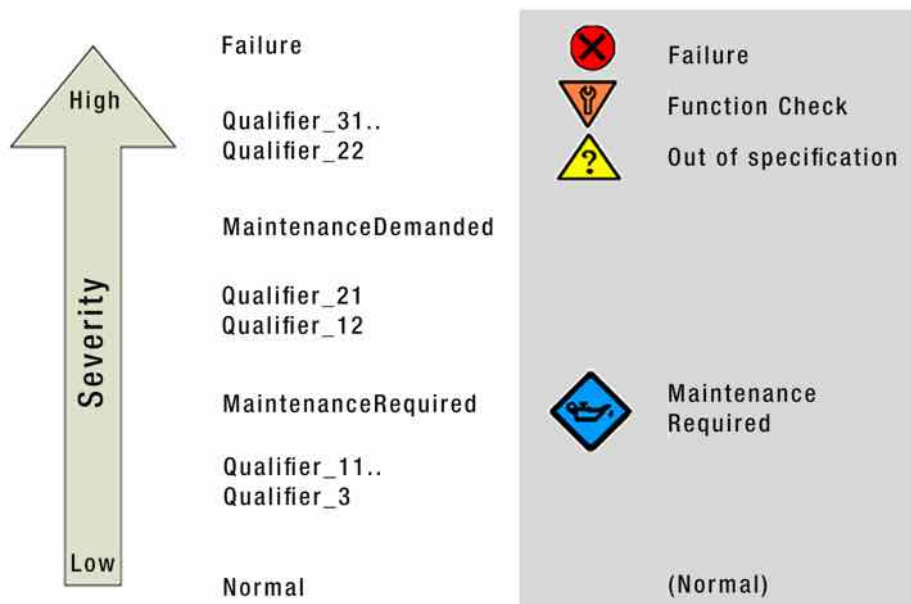 High
Severity
Low
Failure
Qualifier_31..
Qualifier_22
MaintenanceDemanded
Qualifier_21
Qualifier_12
MaintenanceRequired
Qualifier_11..
Qualifier_3
Normal
Failure
Function Check
?
Out of specification
Maintenance
Required
(Normal)